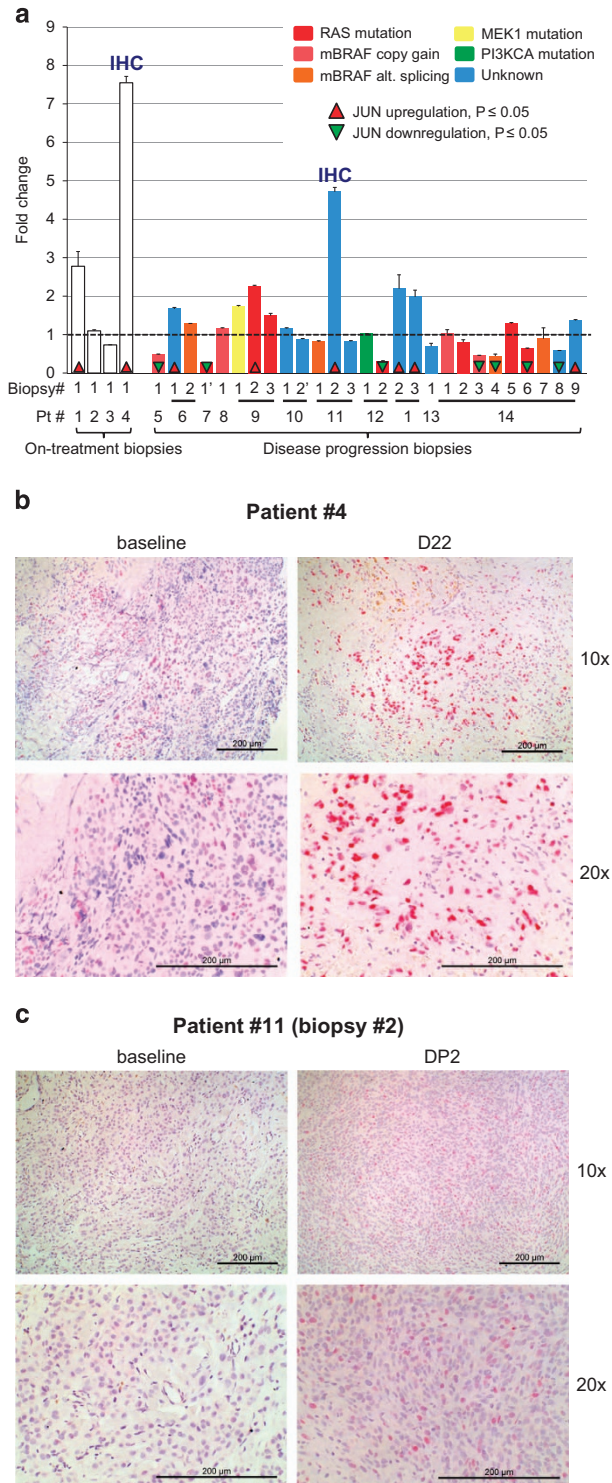 a
9
8
7
6
5
4
3
2
1
0
Fold change
IHC
IHC
RAS mutation
mBRAF copy gain
mBRAF alt. splicing
MEK1 mutation
PI3KCA mutation
Unknown
JUN upregulation, P ≤ 0.05
JUN downregulation, P ≤ 0.05
Biopsy# 1 1 1 1 1 1 2 1' 1 1 2 3 1 2' 1 2 3 1 2 2 3 1 1 2 3 4 5 6 7 8 9
Pt # 1 2 3 4 5 6 7 8 9 10 11 12 1 13 14
On-treatment biopsies
Disease progression biopsies
b
Patient #4
baseline
D22
200 µm
200 µm
10x
200 µm
200 µm
20x
c
Patient #11 (biopsy #2)
baseline
DP2
200 µm
200 µm
10x
200 µm
200 µm
20x